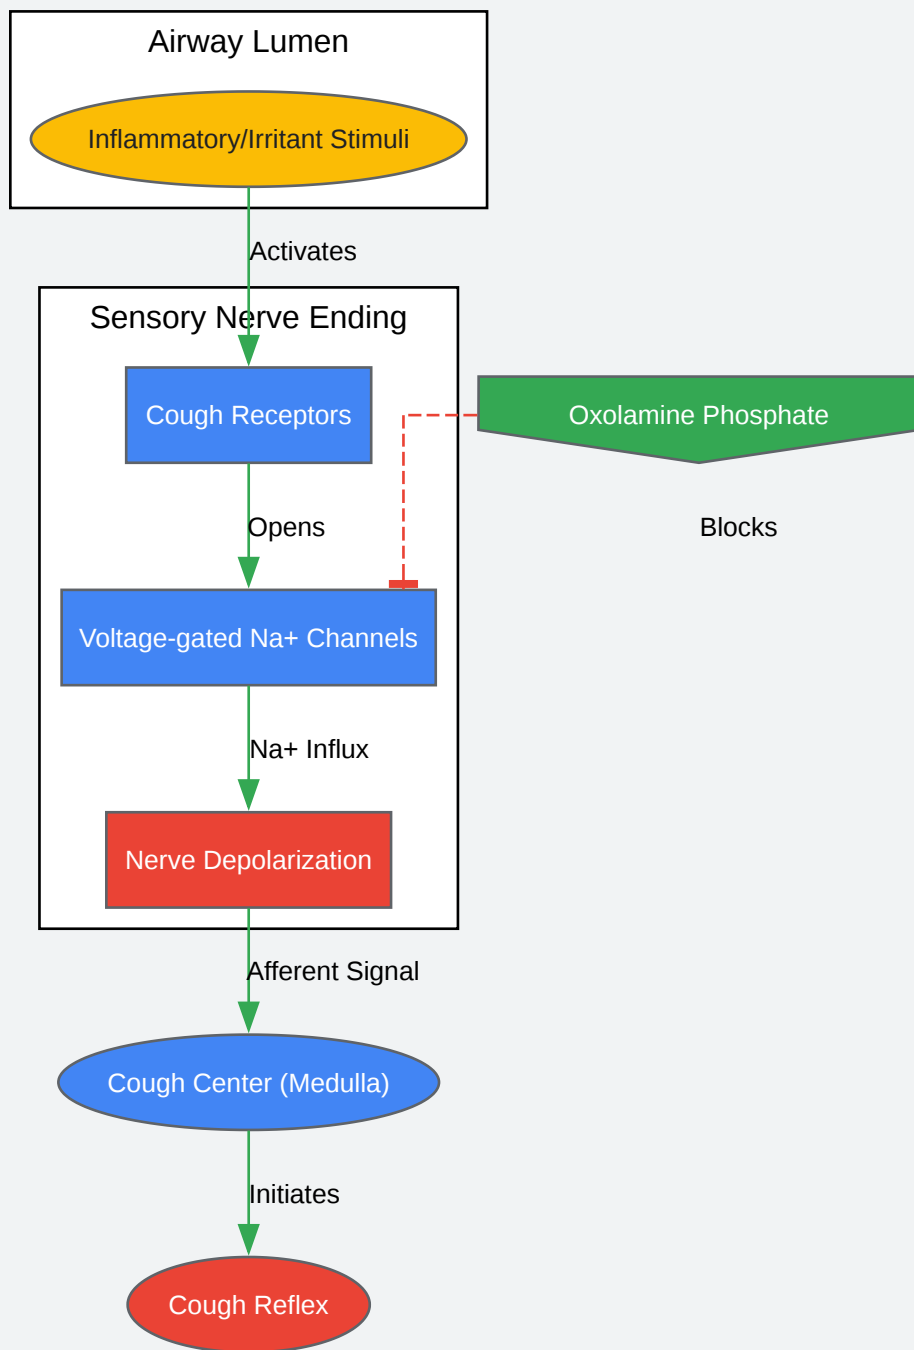 Airway Lumen
Inflammatory/Irritant Stimuli
Activates
Sensory Nerve Ending
Cough Receptors
Oxolamine Phosphate
Opens
Blocks
Voltage-gated Na+ Channels
Na+ Influx
Nerve Depolarization
Afferent Signal
Cough Center (Medulla)
Initiates
Cough Reflex